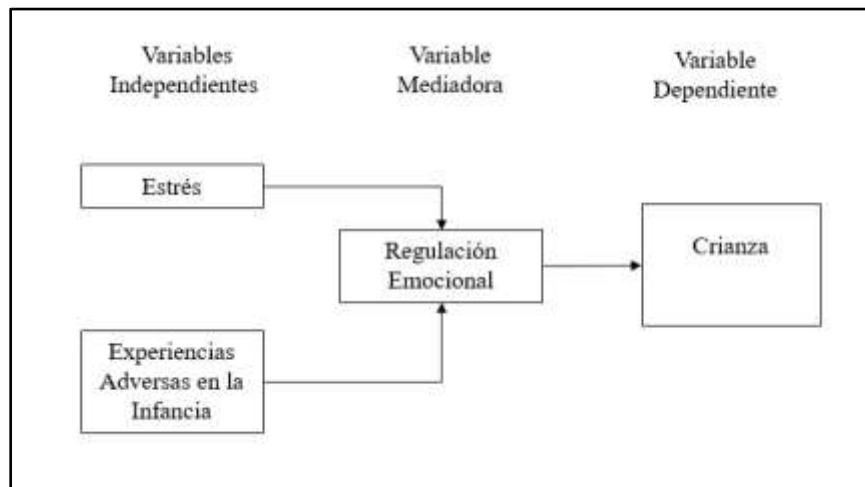 Variables
Independientes
Variable
Mediadora
Variable
Dependiente
Estrés
Regulación
Emocional
Crianza
Experiencias
Adversas en la
Infancia